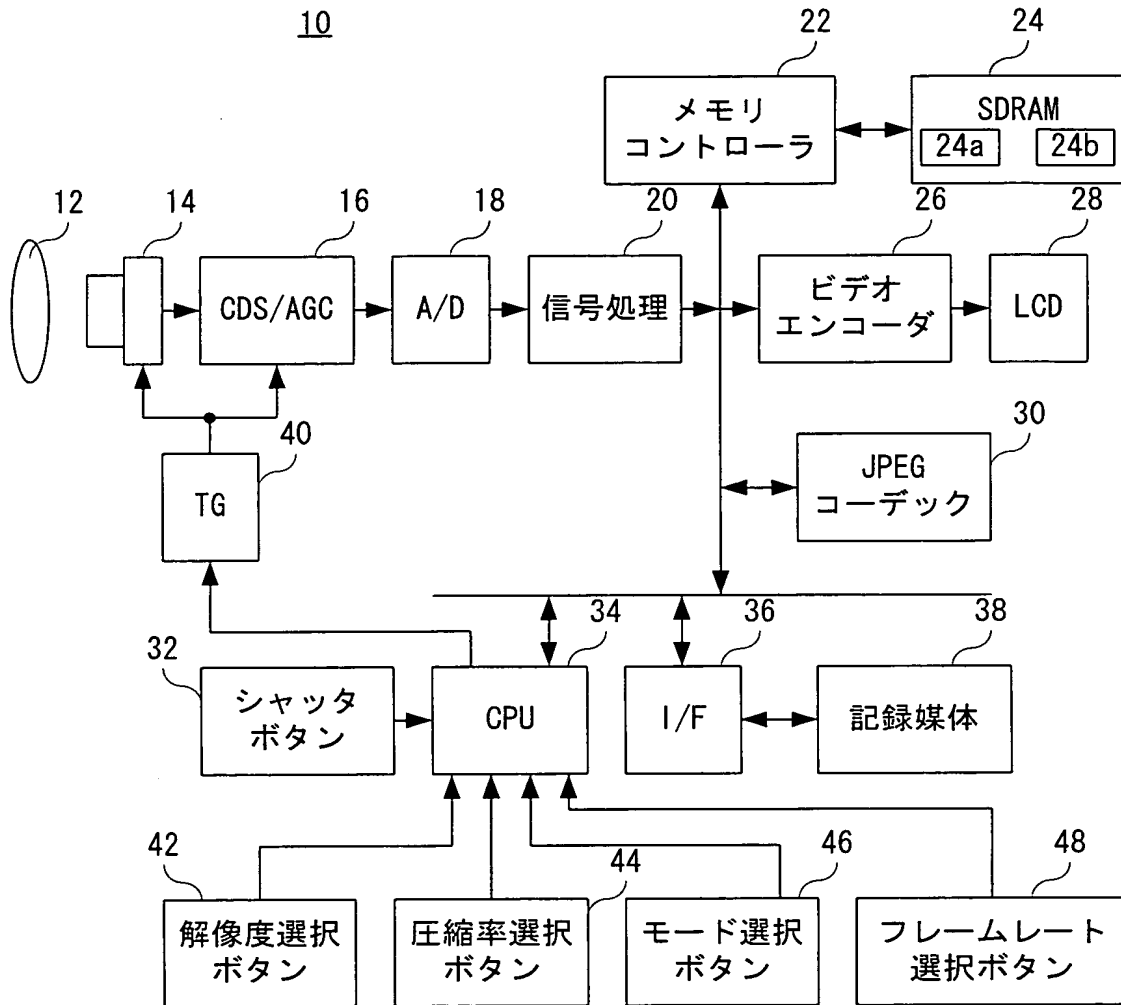 10
22
24
メモリ
コントローラ
SDRAM
24a
24b
12
14
16
18
20
26
28
CDS/AGC
A/D
信号処理
ビデオ
エンコーダ
LCD
40
30
TG
JPEG
コーデック
32
34
36
38
シャッタ
ボタン
CPU
I/F
記録媒体
42
44
46
48
解像度選択
ボタン
圧縮率選択
ボタン
モード選択
ボタン
フレームレート
選択ボタン